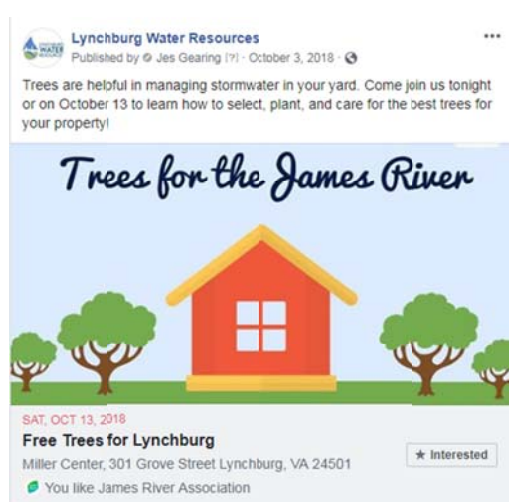 Lynchburg Water Resources
Published by Jes Gearing [?] · October 3, 2018 ·
Trees are helpful in managing stormwater in your yard. Come join us tonight
or on October 13 to learn how to select, plant, and care for the best trees for
your property!
Trees for the James River
SAT, OCT 13, 2018
Free Trees for Lynchburg
Miller Center, 301 Grove Street Lynchburg, VA 24501
★ Interested
You like James River Association